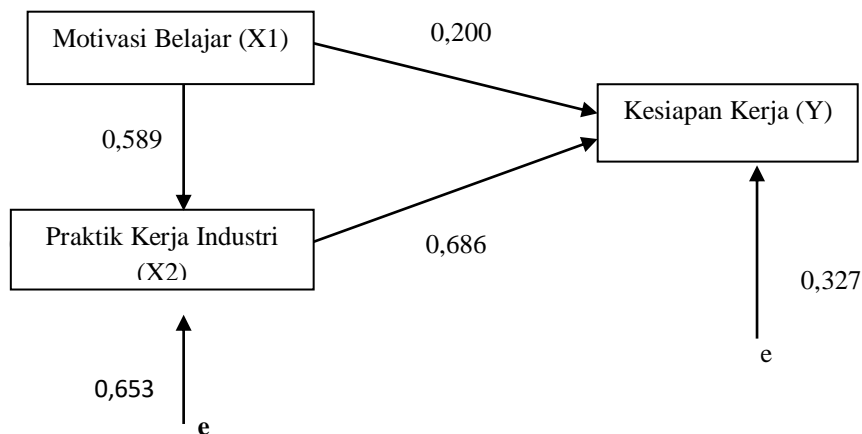 Motivasi Belajar (X1)
0,200
Kesiapan Kerja (Y)
0,589
Praktik Kerja Industri
(X2)
0,686
0,327
e
0,653
e